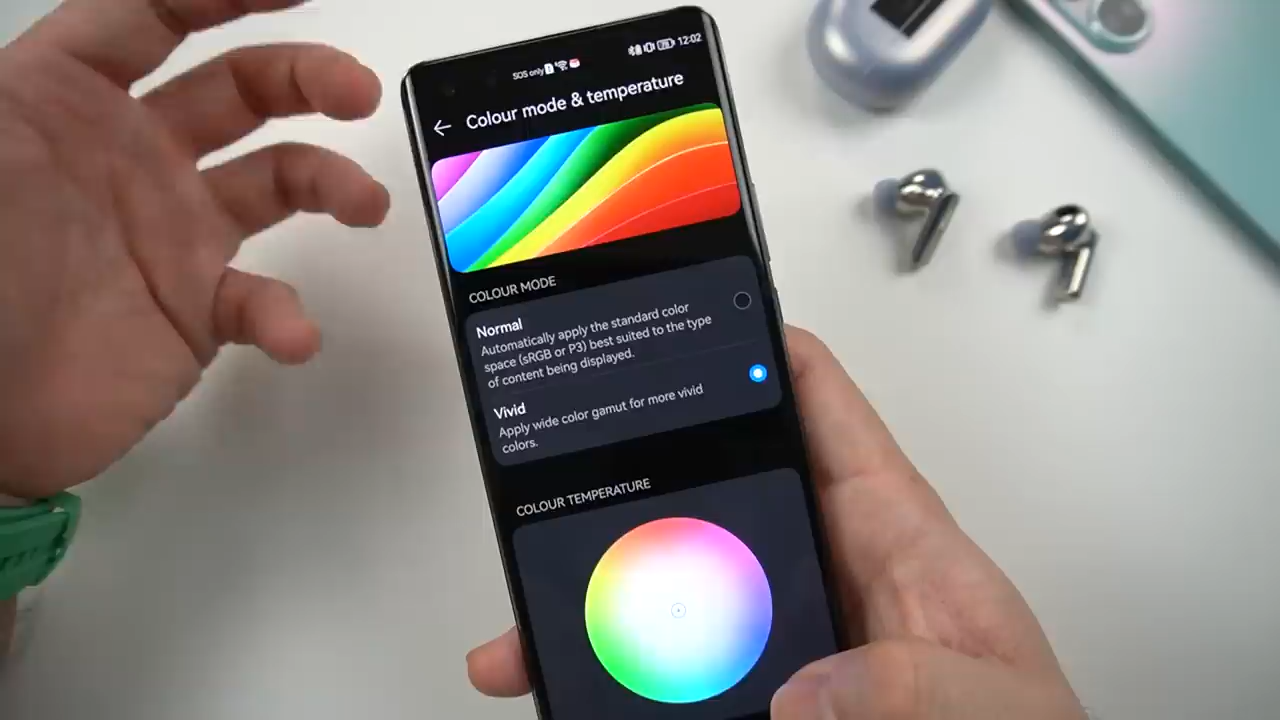 SOS only
12:02
Colour mode & temperature
COLOUR MODE
Normal
Automatically apply the standard color
space (sRGB or P3) best suited to the type
of content being displayed.
Vivid
Apply wide color gamut for more vivid
colors.
COLOUR TEMPERATURE